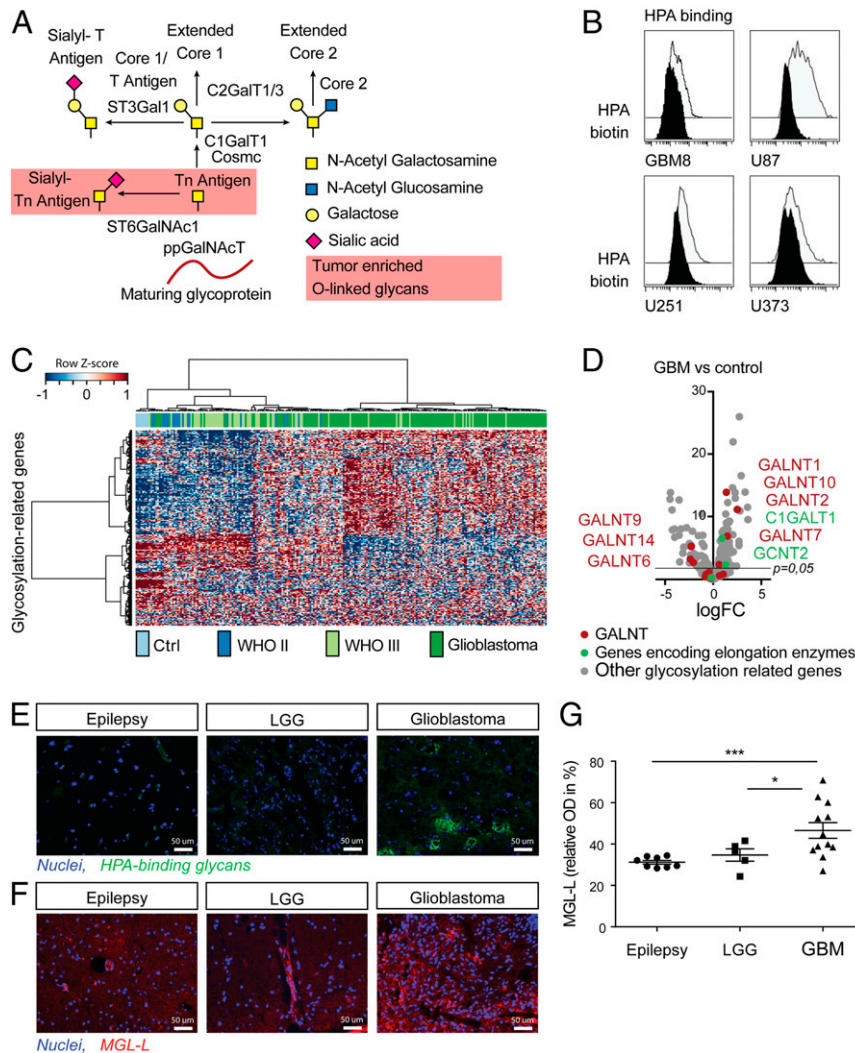 A
Sialyl- T
Antigen
Core 1/
T Antigen
ST3Gal1
Extended
Core 1
C2GalT1/3
Extended
Core 2
Core 2
C1GalT1
Cosmc
Sialyl-
Tn Antigen
Tn Antigen
ST6GalNAc1
ppGalNAcT
Maturing glycoprotein
N-Acetyl Galactosamine
N-Acetyl Glucosamine
Galactose
Sialic acid
Tumor enriched
O-linked glycans
B
HPA binding
HPA
biotin
GBM8
U87
HPA
biotin
U251
U373
C
Row Z-score
-1 0 1
Glycosylation-related genes
Ctrl
WHO II
WHO III
Glioblastoma
D
GBM vs control
30
20
10
GALNT1
GALNT10
GALNT2
C1GALT1
GALNT7
GCNT2
GALNT9
GALNT14
GALNT6
p=0,05
-5 0 5
logFC
GALNT
Genes encoding elongation enzymes
Other glycosylation related genes
E
Epilepsy
LGG
Glioblastoma
50 um
50 um
50 um
Nuclei, HPA-binding glycans
F
Epilepsy
LGG
Glioblastoma
50 um
50 um
50 um
Nuclei, MGL-L
G
MGL-L (relative OD in %)
80
60
40
20
0
***
*
Epilepsy
LGG
GBM